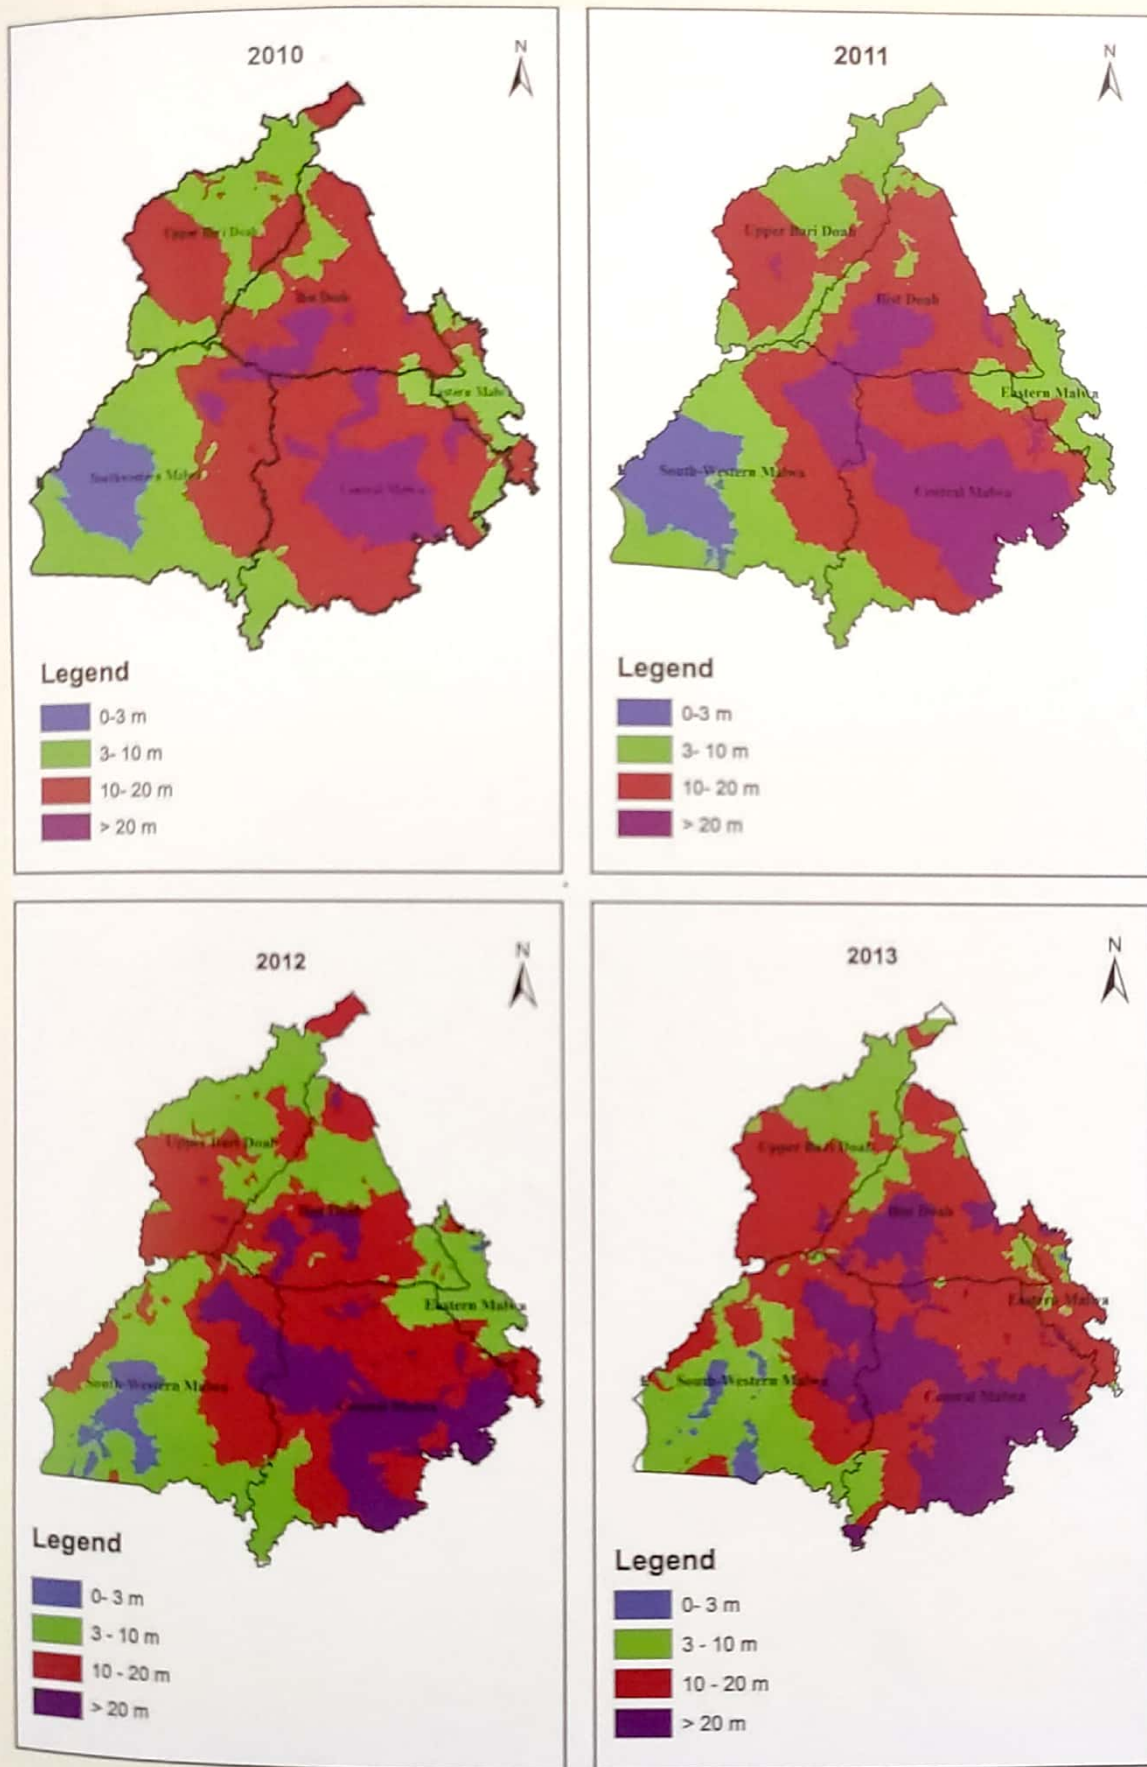 2010
N
Upper Bari Doab
Bist Doab
Eastern Malwa
Southwestern Malwa
Central Malwa
Legend
0-3 m
3- 10 m
10- 20 m
> 20 m
2011
N
Upper Bari Doab
Bist Doab
Eastern Malwa
South-Western Malwa
Central Malwa
Legend
0-3 m
3- 10 m
10- 20 m
> 20 m
2012
N
Upper Bari Doab
Bist Doab
Eastern Malwa
South-Western Malwa
Central Malwa
Legend
0- 3 m
3 - 10 m
10 - 20 m
> 20 m
2013
N
Upper Bari Doab
Bist Doab
Eastern Malwa
South-Western Malwa
Central Malwa
Legend
0- 3 m
3 - 10 m
10 - 20 m
> 20 m